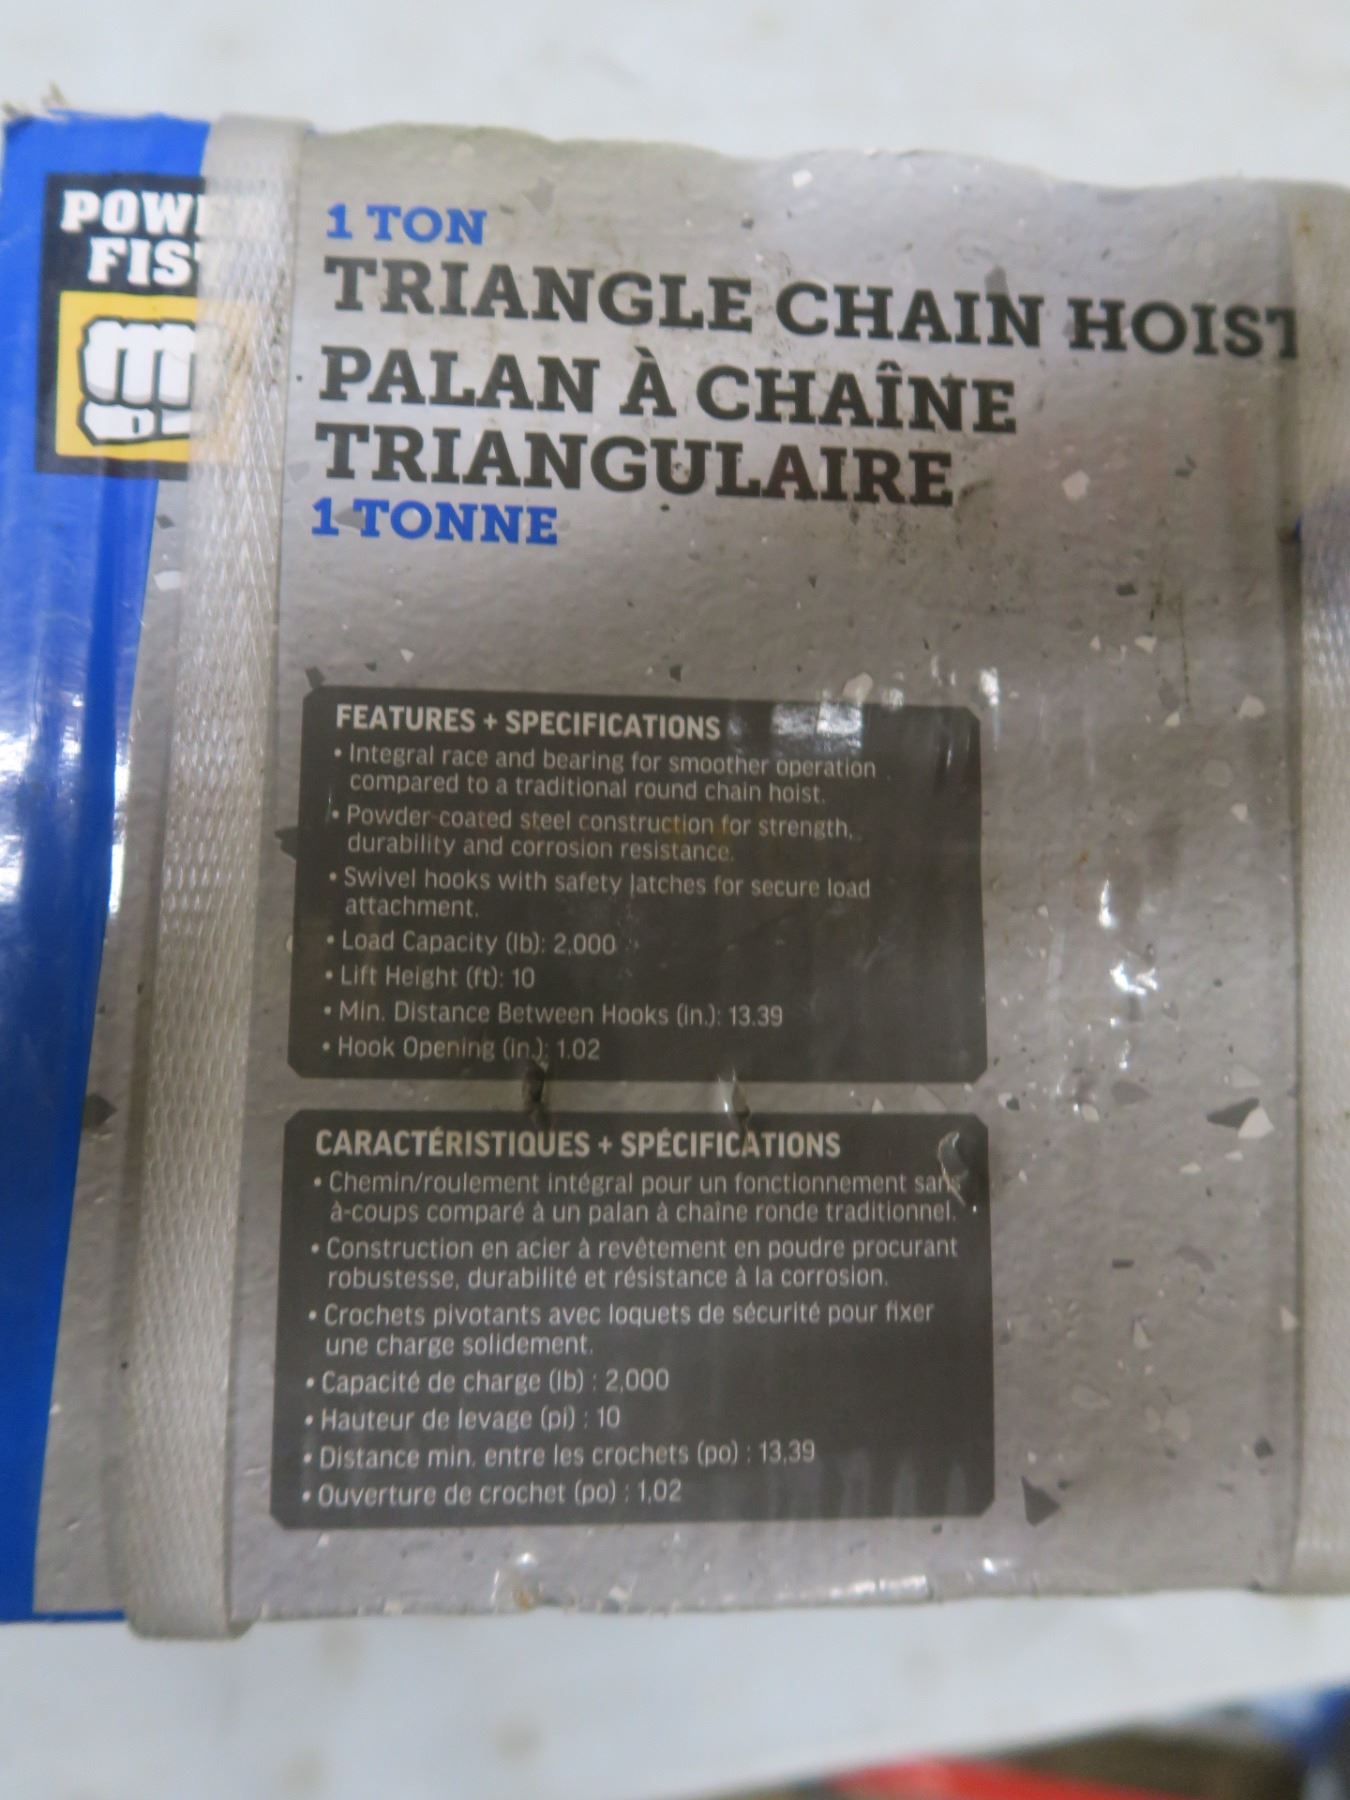 POWER
FIST
1 TON
TRIANGLE CHAIN HOIST
PALAN À CHAÎNE
TRIANGULAIRE
1 TONNE
FEATURES + SPECIFICATIONS
• Integral race and bearing for smoother operation
compared to a traditional round chain hoist.
• Powder-coated steel construction for strength,
durability and corrosion resistance.
• Swivel hooks with safety latches for secure load
attachment.
• Load Capacity (lb): 2,000
• Lift Height (ft): 10
• Min. Distance Between Hooks (in.): 13.39
• Hook Opening (in.): 1.02
CARACTÉRISTIQUES + SPÉCIFICATIONS
• Chemin/roulement intégral pour un fonctionnement sans
à-coups comparé à un palan à chaîne ronde traditionnel.
• Construction en acier à revêtement en poudre procurant
robustesse, durabilité et résistance à la corrosion.
• Crochets pivotants avec loquets de sécurité pour fixer
une charge solidement.
• Capacité de charge (lb) : 2,000
• Hauteur de levage (pi) : 10
• Distance min. entre les crochets (po) : 13,39
• Ouverture de crochet (po) : 1,02